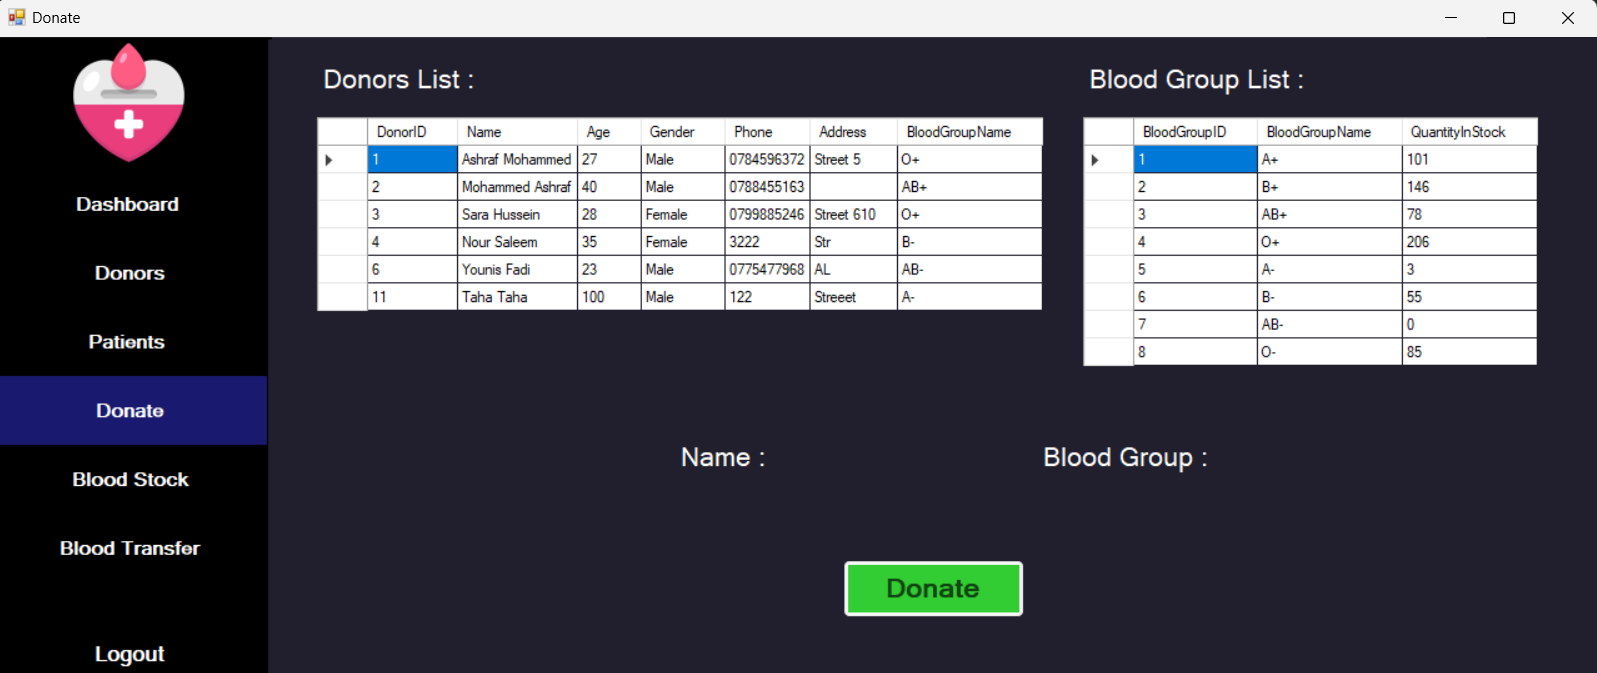 Donate
Dashboard
Donors
Patients
Donate
Blood Stock
Blood Transfer
Logout
Donors List :
DonorID Name Age Gender Phone Address BloodGroupName
1 Ashraf Mohammed 27 Male 0784596372 Street 5 O+
2 Mohammed Ashraf 40 Male 0788455163 AB+
3 Sara Hussein 28 Female 0799885246 Street 610 O+
4 Nour Saleem 35 Female 3222 Str B-
6 Younis Fadi 23 Male 0775477968 AL AB-
11 Taha Taha 100 Male 122 Streeet A-
Blood Group List :
BloodGroupID BloodGroupName QuantityInStock
1 A+ 101
2 B+ 146
3 AB+ 78
4 O+ 206
5 A- 3
6 B- 55
7 AB- 0
8 O- 85
Name :
Blood Group :
Donate